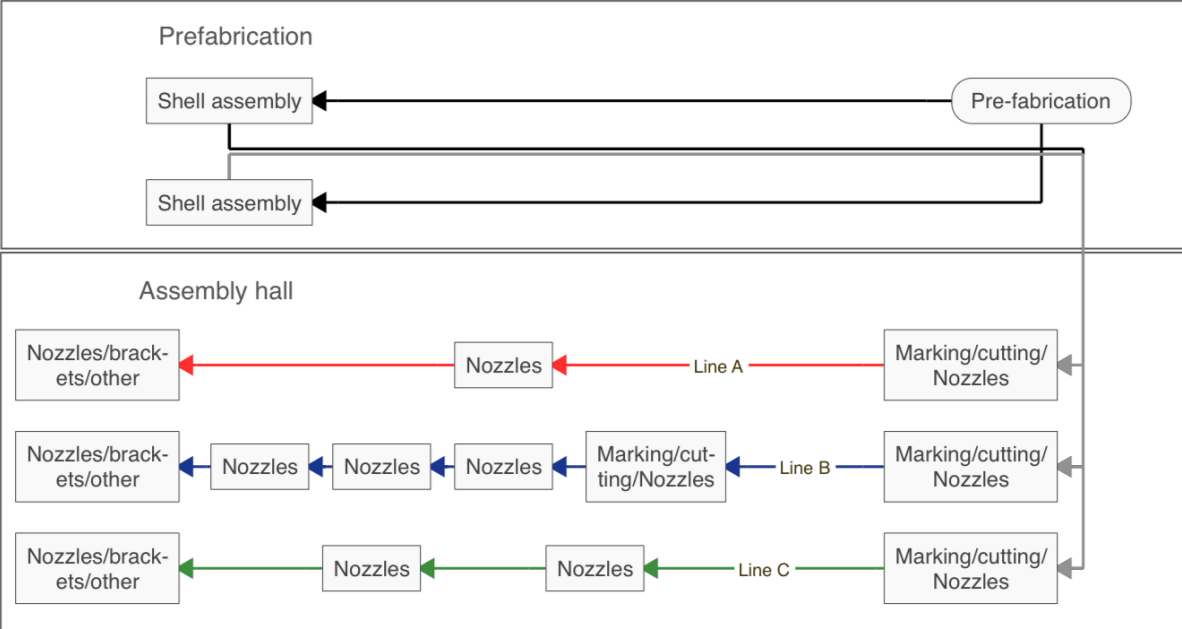 Prefabrication
Shell assembly
Pre-fabrication
Shell assembly
Assembly hall
Nozzles/brack-
ets/other
Nozzles
Line A
Marking/cutting/
Nozzles
Nozzles/brack-
ets/other
Nozzles
Nozzles
Nozzles
Marking/cut-
ting/Nozzles
Line B
Marking/cutting/
Nozzles
Nozzles/brack-
ets/other
Nozzles
Nozzles
Line C
Marking/cutting/
Nozzles